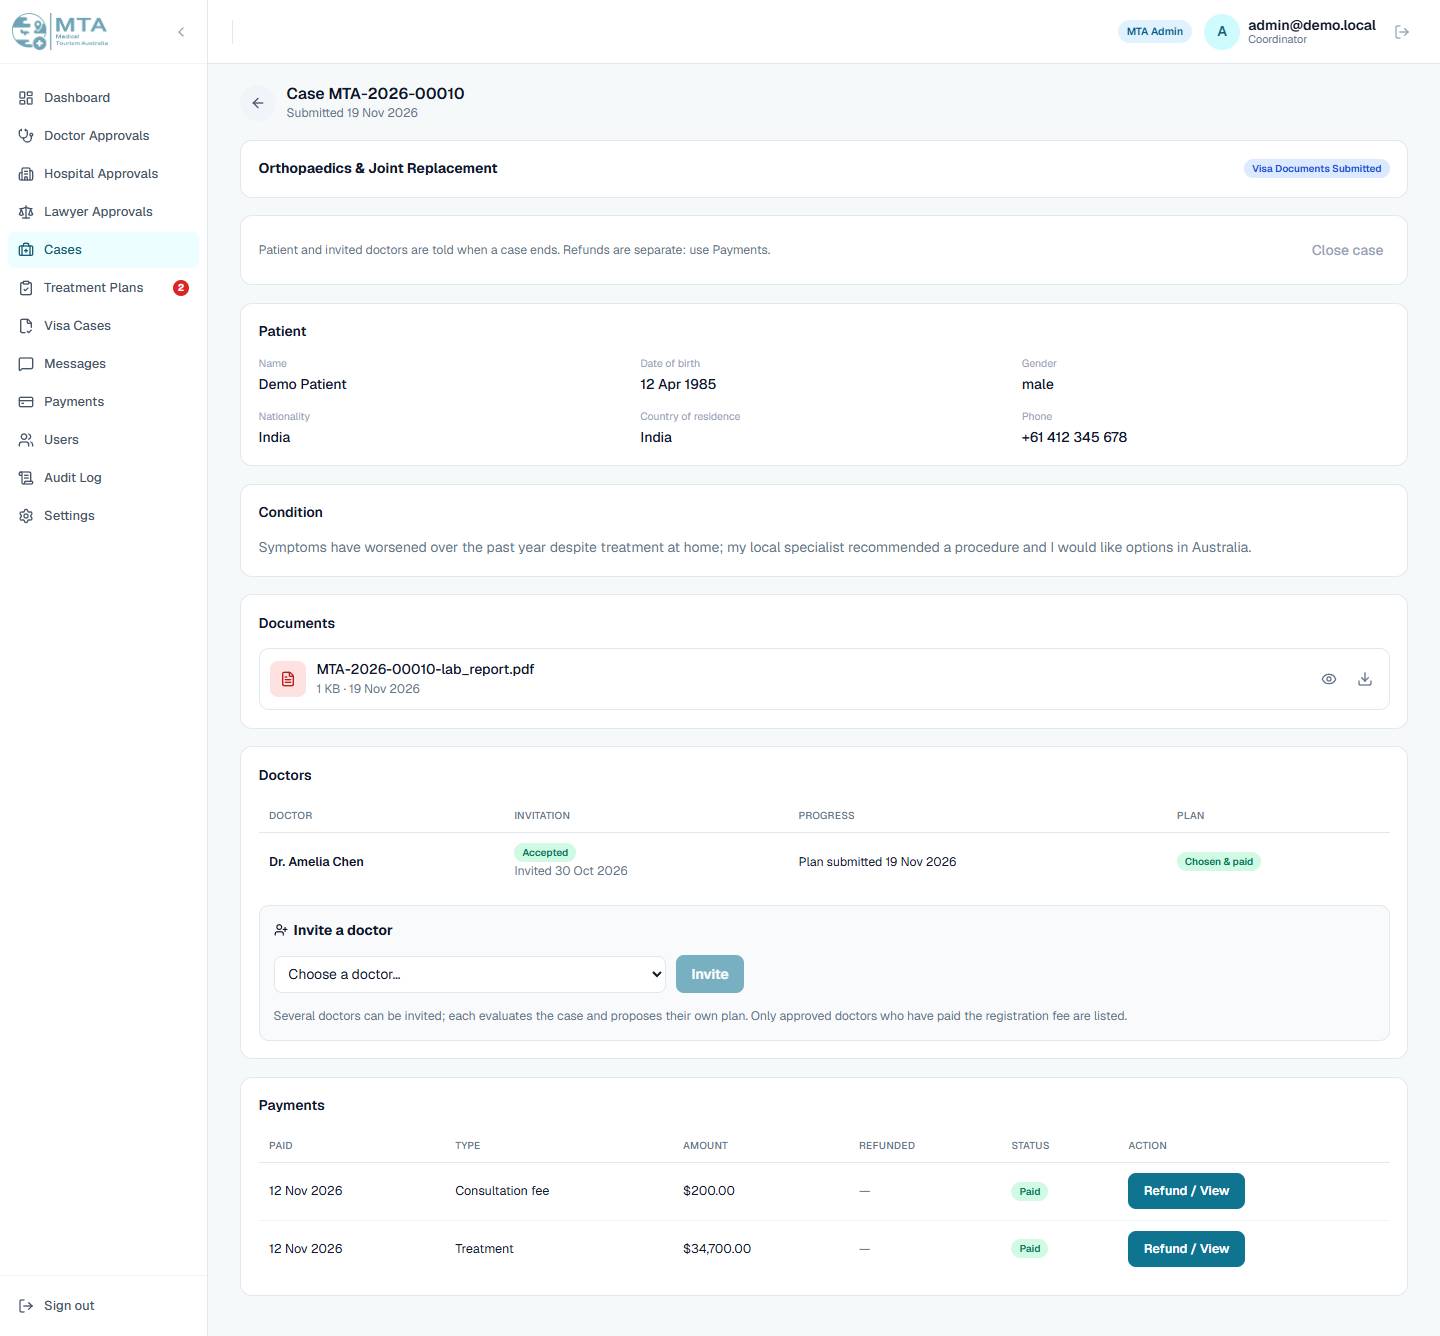 MTA
Medical
Tourism Australia
MTA Admin
A
admin@demo.local
Coordinator
Dashboard
Doctor Approvals
Hospital Approvals
Lawyer Approvals
Cases
Treatment Plans
2
Visa Cases
Messages
Payments
Users
Audit Log
Settings
Sign out
Case MTA-2026-00010
Submitted 19 Nov 2026
Orthopaedics & Joint Replacement
Visa Documents Submitted
Patient and invited doctors are told when a case ends. Refunds are separate: use Payments.
Close case
Patient
Name
Date of birth
Gender
Demo Patient
12 Apr 1985
male
Nationality
Country of residence
Phone
India
India
+61 412 345 678
Condition
Symptoms have worsened over the past year despite treatment at home; my local specialist recommended a procedure and I would like options in Australia.
Documents
MTA-2026-00010-lab_report.pdf
1 KB · 19 Nov 2026
Doctors
DOCTOR
INVITATION
PROGRESS
PLAN
Dr. Amelia Chen
Accepted
Invited 30 Oct 2026
Plan submitted 19 Nov 2026
Chosen & paid
Invite a doctor
Choose a doctor...
Invite
Several doctors can be invited; each evaluates the case and proposes their own plan. Only approved doctors who have paid the registration fee are listed.
Payments
PAID
TYPE
AMOUNT
REFUNDED
STATUS
ACTION
12 Nov 2026
Consultation fee
$200.00
—
Paid
Refund / View
12 Nov 2026
Treatment
$34,700.00
—
Paid
Refund / View